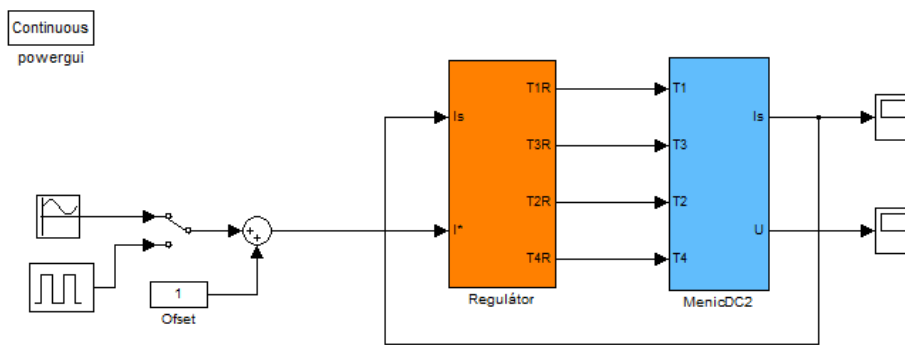 Continuous
powergui
T1R
T1
Is
Is
T3R
T3
T2R
T2
I*
U
T4R
T4
1
Regulátor
MenicDC2
Ofset